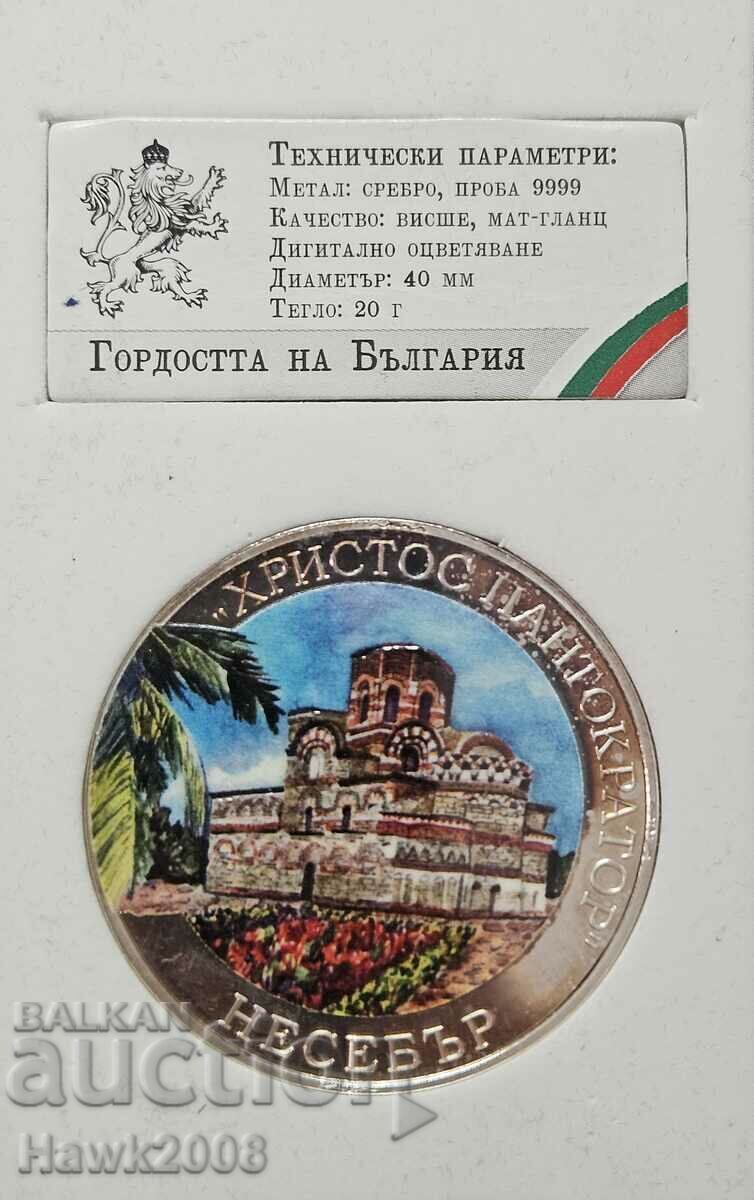 Технически параметри:
Метал: сребро, проба 9999
Качество: висше, мат-гланц
Дигитално оцветяване
Диаметър: 40 мм
Тегло: 20 г
Гордостта на България
„ХРИСТОС ПАНТОКРАТОР“
НЕСЕБЪР
BALKAN
auction
Hawk2008